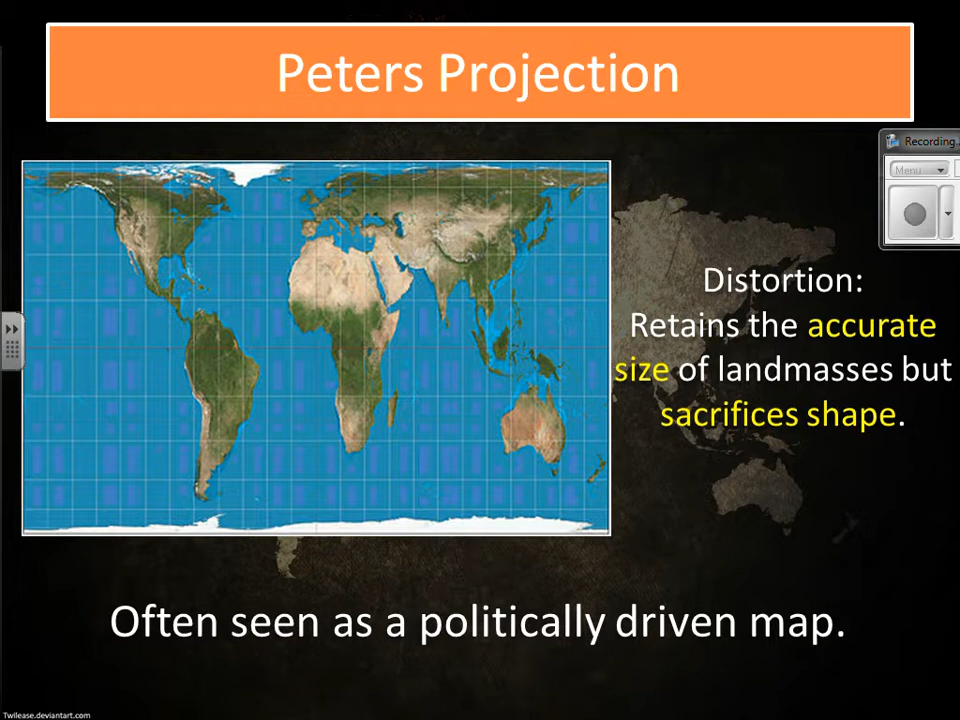 Peters Projection
Recording...
Menu
Distortion:
Retains the accurate
size of landmasses but
sacrifices shape.
Often seen as a politically driven map.
Twilease.deviantart.com